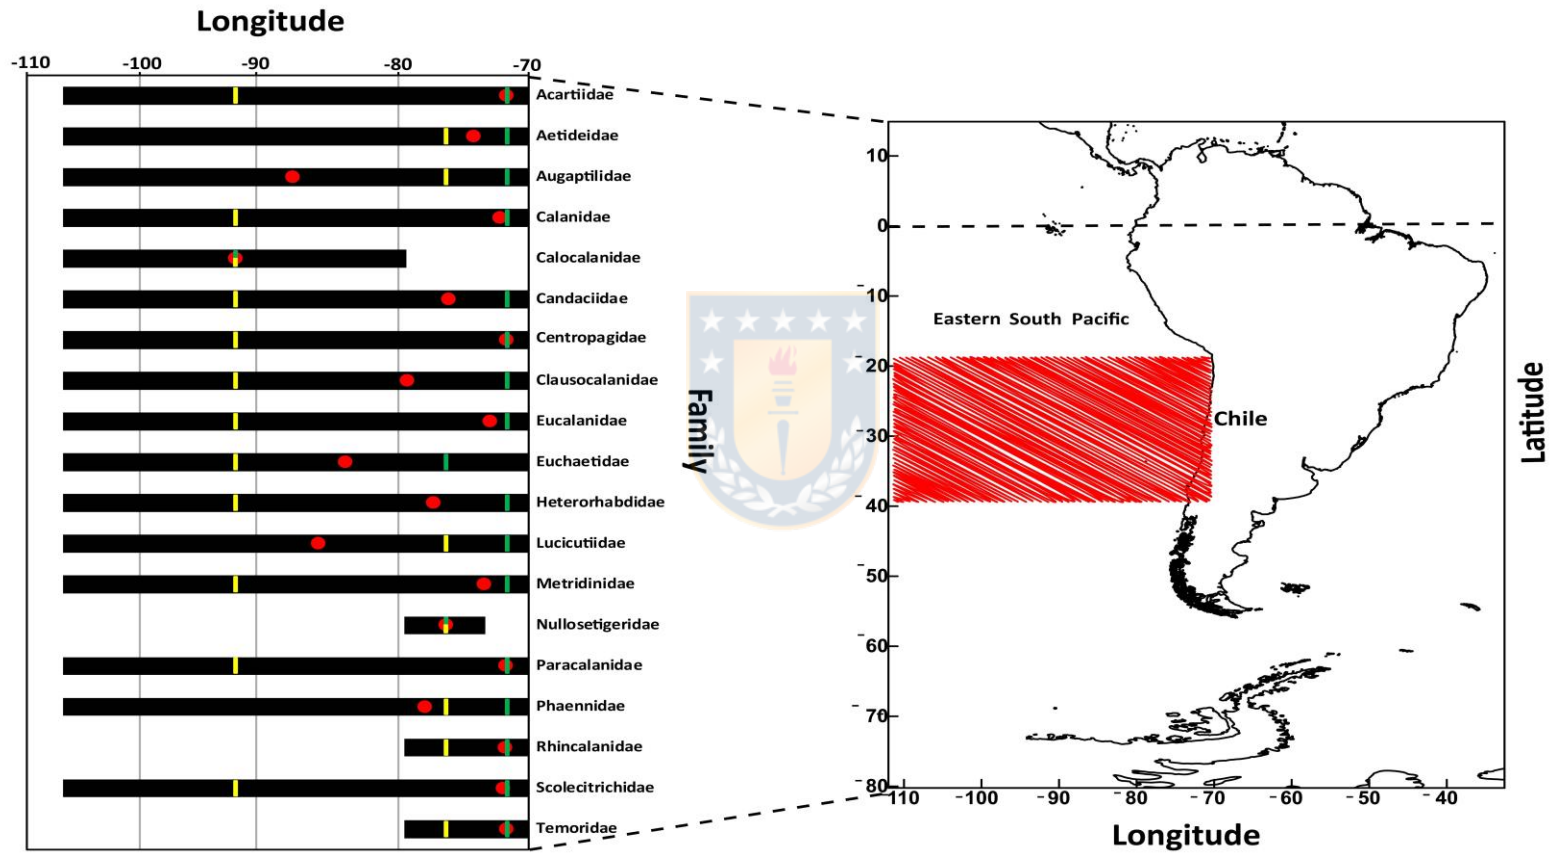 Longitude
-110 -100 -90 -80 -70
Acartiidae
Aetideidae
Augaptilidae
Calanidae
Calocalanidae
Candaciidae
Centropagidae
Clausocalanidae
Eucalanidae
Euchaetidae
Heterorhabdidae
Lucicutiidae
Metridinidae
Nullosetigeridae
Paracalanidae
Phaennidae
Rhincalanidae
Scolecitrichidae
Temoridae
Family
10
0
-10
-20
-30
-40
-50
-60
-70
-80
Eastern South Pacific
Chile
Latitude
110 -100 -90 -80 -70 -60 -50 -40
Longitude